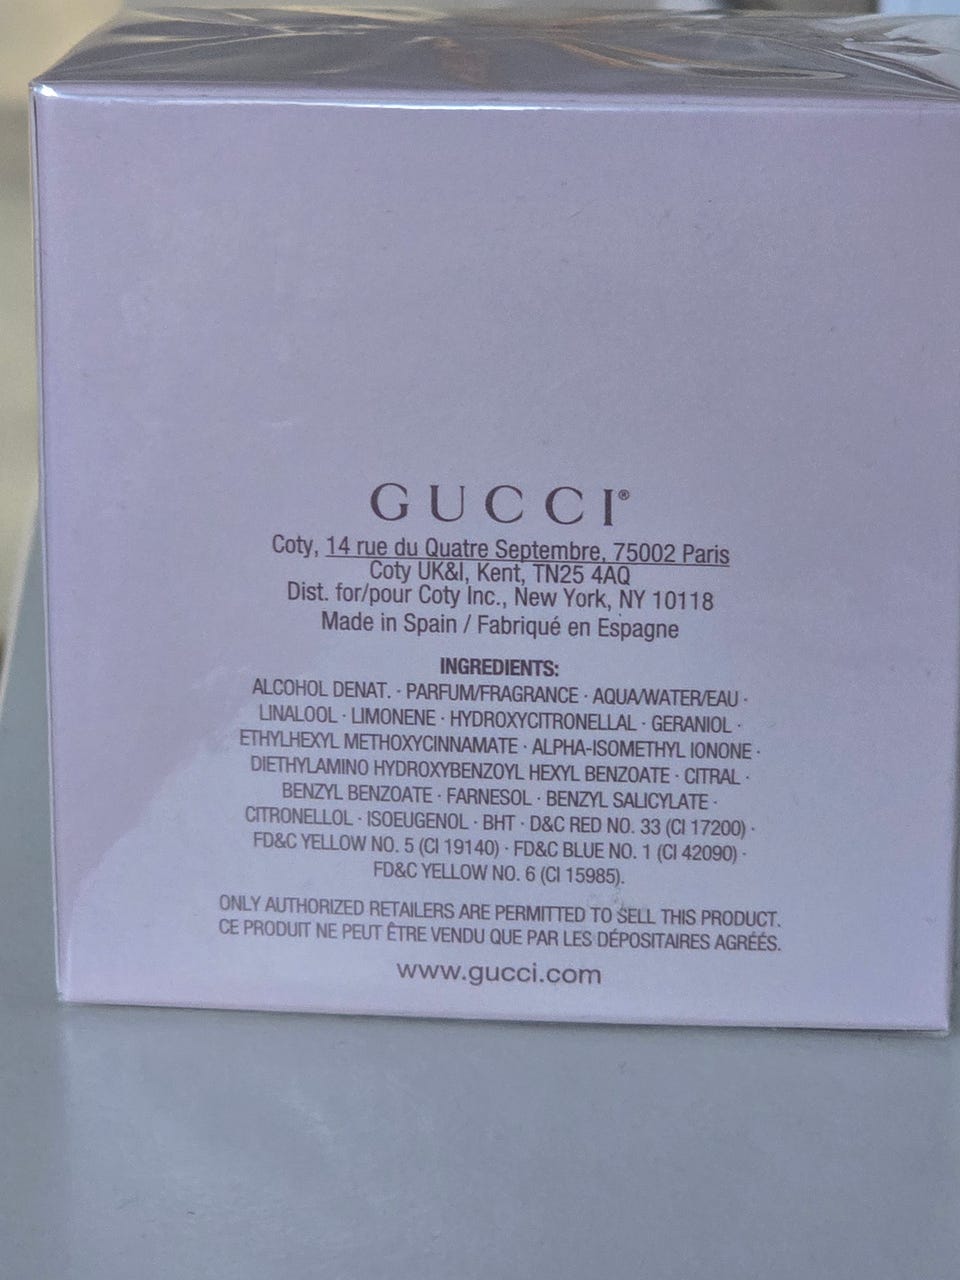 GUCCI®
Coty, 14 rue du Quatre Septembre, 75002 Paris
Coty UK&I, Kent, TN25 4AQ
Dist. for/pour Coty Inc., New York, NY 10118
Made in Spain / Fabriqué en Espagne
INGREDIENTS:
ALCOHOL DENAT. · PARFUM/FRAGRANCE · AQUA/WATER/EAU ·
LINALOOL · LIMONENE · HYDROXYCITRONELLAL · GERANIOL ·
ETHYLHEXYL METHOXYCINNAMATE · ALPHA-ISOMETHYL IONONE ·
DIETHYLAMINO HYDROXYBENZOYL HEXYL BENZOATE · CITRAL ·
BENZYL BENZOATE · FARNESOL · BENZYL SALICYLATE ·
CITRONELLOL · ISOEUGENOL · BHT · D&C RED NO. 33 (CI 17200) ·
FD&C YELLOW NO. 5 (CI 19140) · FD&C BLUE NO. 1 (CI 42090) ·
FD&C YELLOW NO. 6 (CI 15985).
ONLY AUTHORIZED RETAILERS ARE PERMITTED TO SELL THIS PRODUCT.
CE PRODUIT NE PEUT ÊTRE VENDU QUE PAR LES DÉPOSITAIRES AGRÉÉS.
www.gucci.com